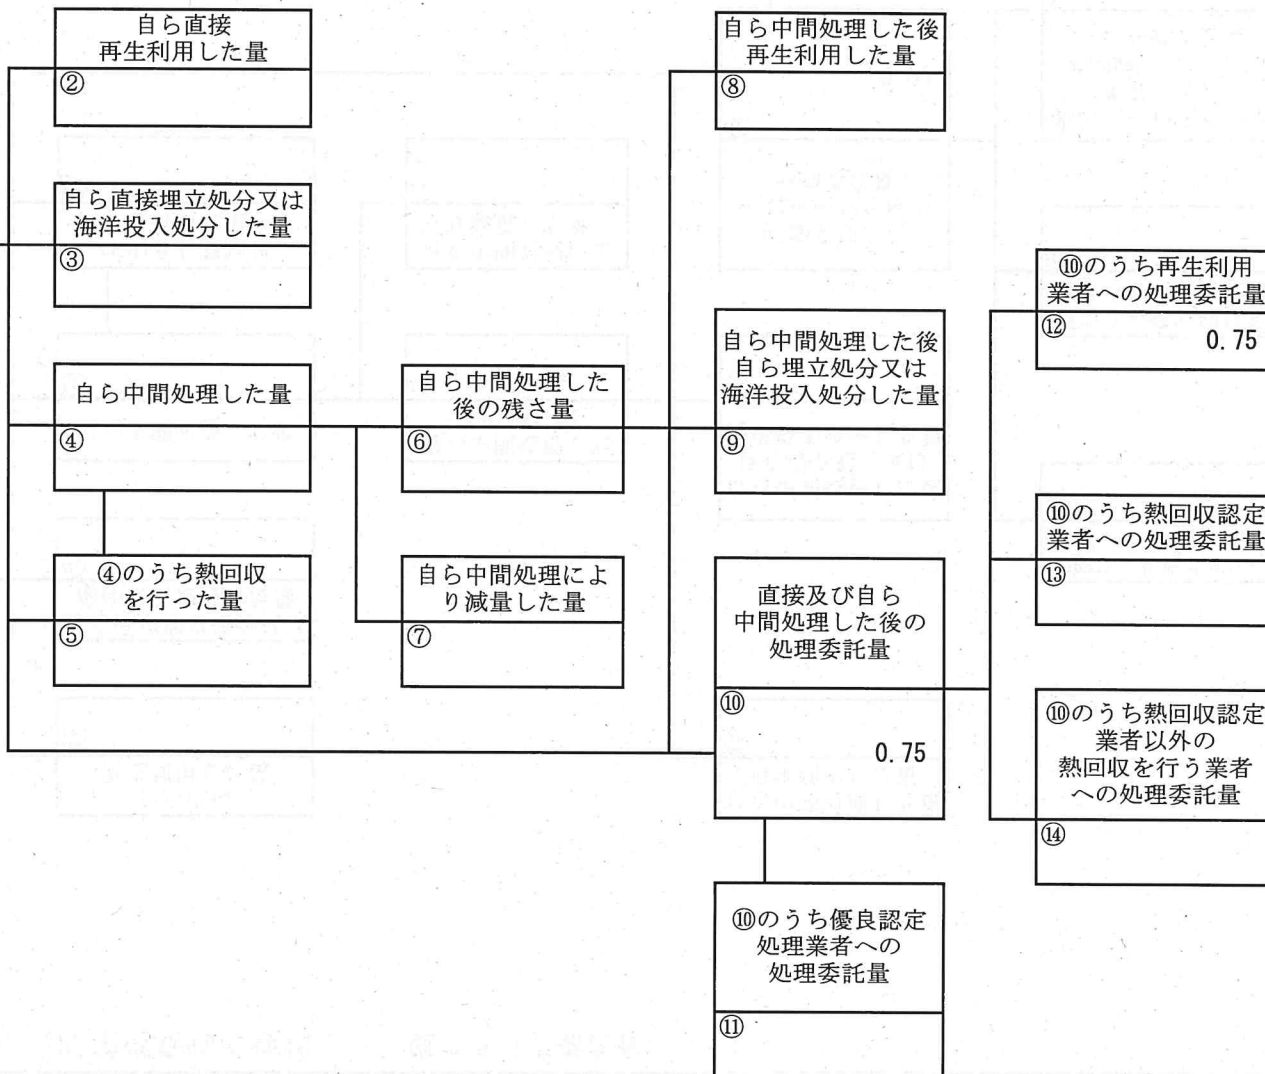 自ら直接
再生利用した量
②
自ら直接埋立処分又は
海洋投入処分した量
③
自ら中間処理した量
④
④のうち熱回収
を行った量
⑤
自ら中間処理した
後の残さ量
⑥
自ら中間処理によ
り減量した量
⑦
自ら中間処理した後
再生利用した量
⑧
自ら中間処理した後
自ら埋立処分又は
海洋投入処分した量
⑨
直接及び自ら
中間処理した後の
処理委託量
⑩
0.75
⑩のうち優良認定
処理業者への
処理委託量
⑪
⑩のうち再生利用
業者への処理委託量
⑫
0.75
⑩のうち熱回収認定
業者への処理委託量
⑬
⑩のうち熱回収認定
業者以外の
熱回収を行う業者
への処理委託量
⑭